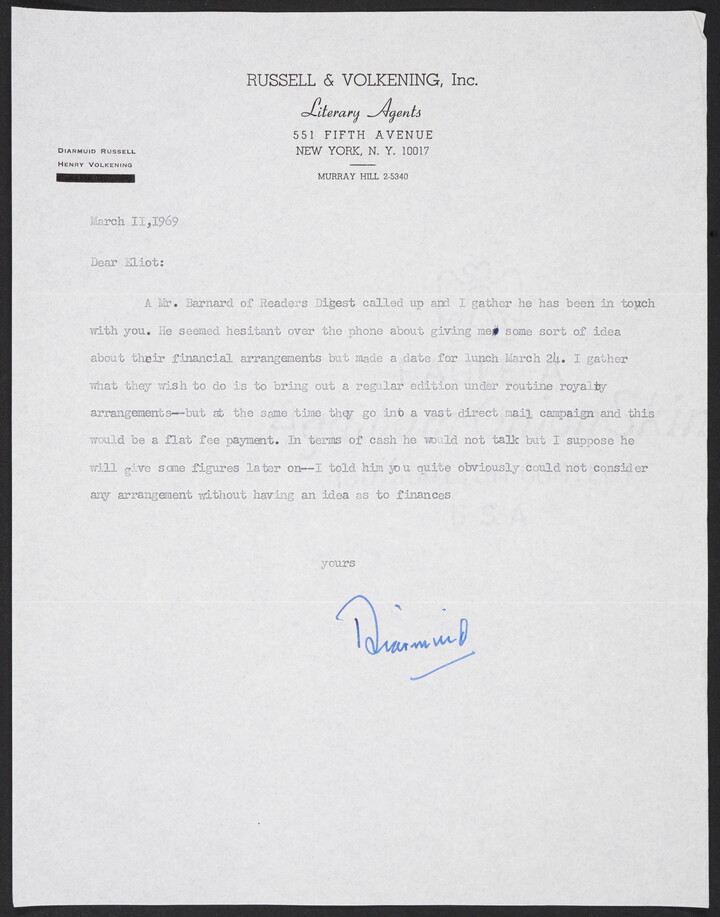 RUSSELL & VOLKENING, Inc.
Literary Agents
551 FIFTH AVENUE
NEW YORK, N. Y. 10017
MURRAY HILL 2-5340
DIARMUID RUSSELL
HENRY VOLKENING
March II,1969
Dear Eliot:
A Mr. Barnard of Readers Digest called up and I gather he has been in touch
with you. He seemed hesitant over the phone about giving me some sort of idea
about their financial arrangements but made a date for lunch March 24. I gather
what they wish to do is to bring out a regular edition under routine royalty
arrangements--but at the same time they go into a vast direct mail campaign and this
would be a flat fee payment. In terms of cash he would not talk but I suppose he
will give some figures later on--I told him you quite obviously could not consider
any arrangement without having an idea as to finances
yours
Diarmuid